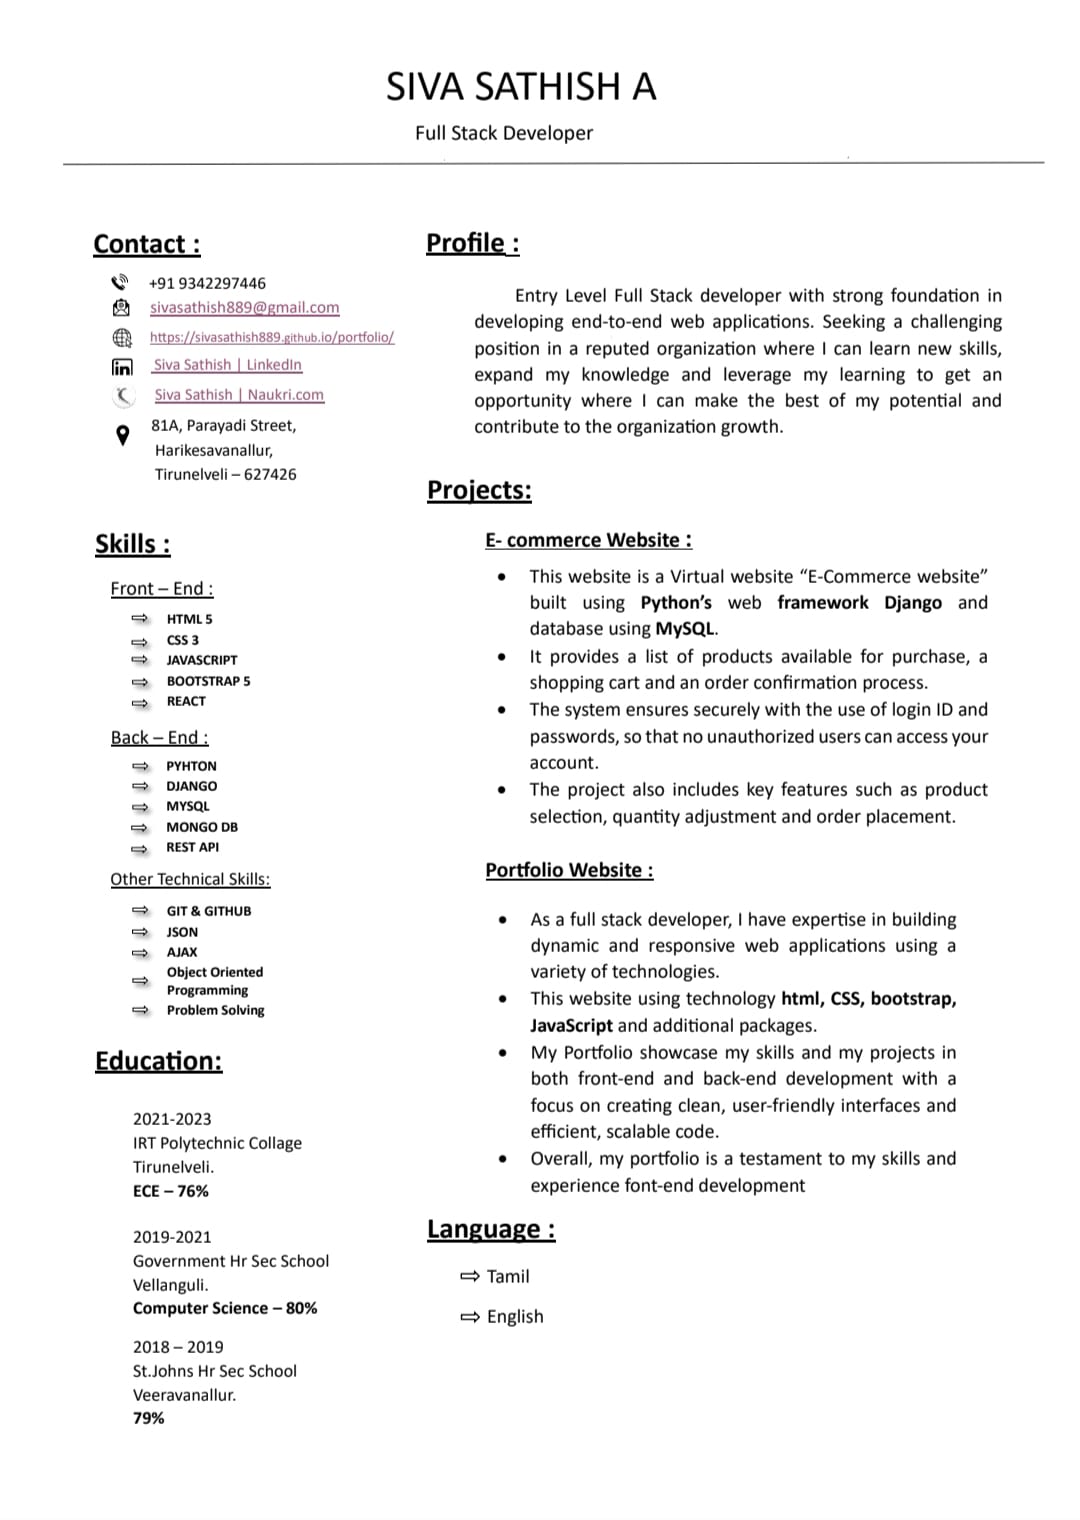 SIVA SATHISH A
Full Stack Developer
Contact :
+91 9342297446
sivasathish889@gmail.com
https://sivasathish889.github.io/portfolio/
Siva Sathish | LinkedIn
Siva Sathish | Naukri.com
81A, Parayadi Street,
Harikesavanallur,
Tirunelveli – 627426
Skills :
Front – End :
HTML 5
CSS 3
JAVASCRIPT
BOOTSTRAP 5
REACT
Back – End :
PYHTON
DJANGO
MYSQL
MONGO DB
REST API
Other Technical Skills:
GIT & GITHUB
JSON
AJAX
Object Oriented
Programming
Problem Solving
Education:
2021-2023
IRT Polytechnic Collage
Tirunelveli.
ECE – 76%
2019-2021
Government Hr Sec School
Vellanguli.
Computer Science – 80%
2018 – 2019
St.Johns Hr Sec School
Veeravanallur.
79%
Profile :
Entry Level Full Stack developer with strong foundation in
developing end-to-end web applications. Seeking a challenging
position in a reputed organization where I can learn new skills,
expand my knowledge and leverage my learning to get an
opportunity where I can make the best of my potential and
contribute to the organization growth.
Projects:
E- commerce Website :
• This website is a Virtual website “E-Commerce website”
built using Python’s web framework Django and
database using MySQL.
• It provides a list of products available for purchase, a
shopping cart and an order confirmation process.
• The system ensures securely with the use of login ID and
passwords, so that no unauthorized users can access your
account.
• The project also includes key features such as product
selection, quantity adjustment and order placement.
Portfolio Website :
• As a full stack developer, I have expertise in building
dynamic and responsive web applications using a
variety of technologies.
• This website using technology html, CSS, bootstrap,
JavaScript and additional packages.
• My Portfolio showcase my skills and my projects in
both front-end and back-end development with a
focus on creating clean, user-friendly interfaces and
efficient, scalable code.
• Overall, my portfolio is a testament to my skills and
experience font-end development
Language :
⇨ Tamil
⇨ English